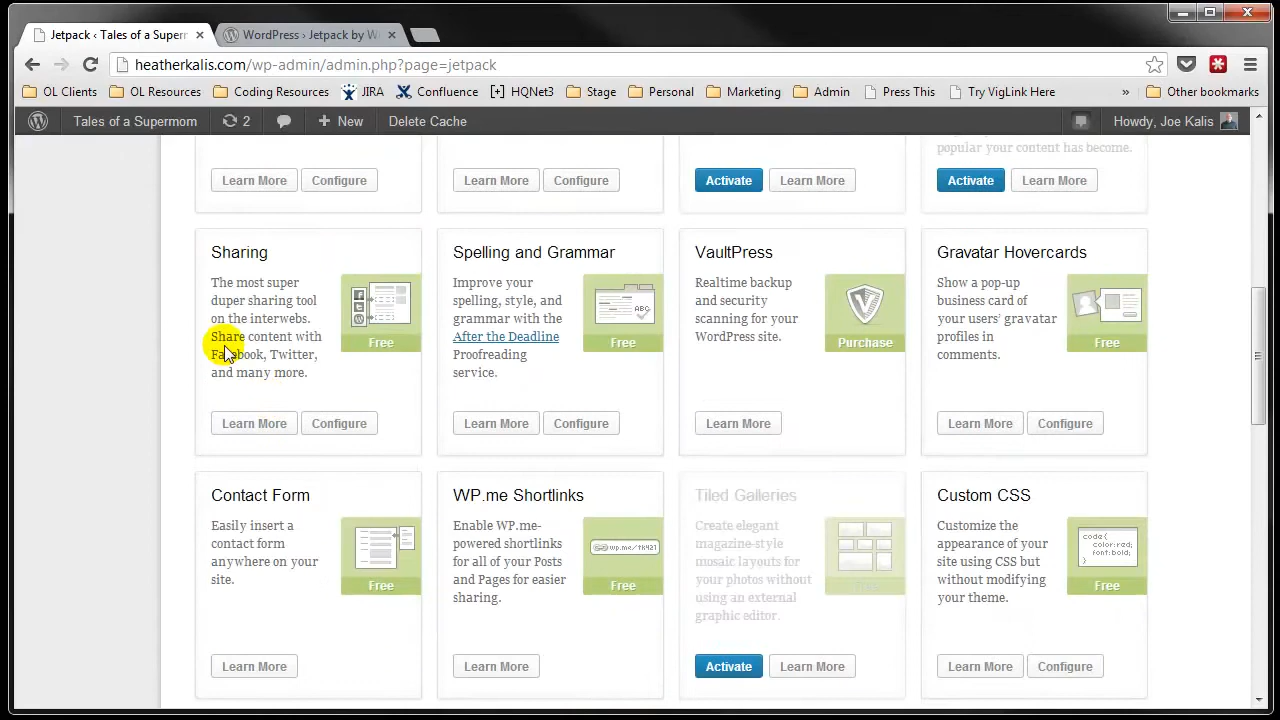 Jetpack ‹ Tales of a Superm
WordPress › Jetpack by W
heatherkalis.com/wp-admin/admin.php?page=jetpack
OL Clients
OL Resources
Coding Resources
JIRA
Confluence
HQNet3
Stage
Personal
Marketing
Admin
Press This
Try VigLink Here
»
Other bookmarks
Tales of a Supermom
2
New
Delete Cache
Howdy, Joe Kalis
popular your content has become.
Learn More
Configure
Learn More
Configure
Activate
Learn More
Activate
Learn More
Sharing
The most super
duper sharing tool
on the interwebs.
Share content with
Facebook, Twitter,
and many more.
Free
Learn More
Configure
Spelling and Grammar
Improve your
spelling, style, and
grammar with the
After the Deadline
Proofreading
service.
ABC
Free
Learn More
Configure
VaultPress
Realtime backup
and security
scanning for your
WordPress site.
Purchase
Learn More
Gravatar Hovercards
Show a pop-up
business card of
your users' gravatar
profiles in
comments.
Free
Learn More
Configure
Contact Form
Easily insert a
contact form
anywhere on your
site.
Free
Learn More
WP.me Shortlinks
Enable WP.me-
powered shortlinks
for all of your Posts
and Pages for easier
sharing.
wp.me/tk421
Free
Learn More
Tiled Galleries
Create elegant
magazine-style
mosaic layouts for
your photos without
using an external
graphic editor.
Free
Activate
Learn More
Custom CSS
Customize the
appearance of your
site using CSS but
without modifying
your theme.
code{
color:red;
font:bold;
}
Free
Learn More
Configure